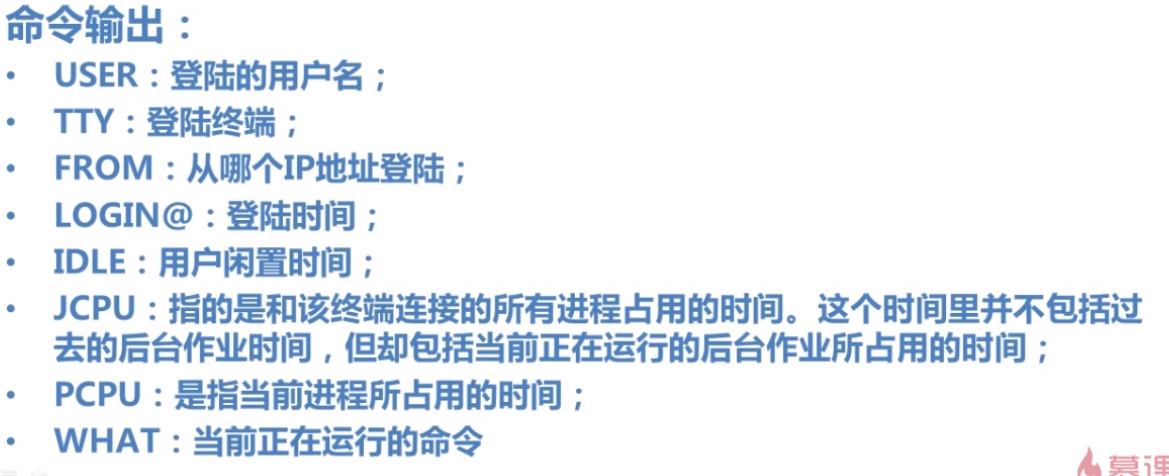 命令输出：
• USER：登陆的用户名；
• TTY：登陆终端；
• FROM：从哪个IP地址登陆；
• LOGIN@：登陆时间；
• IDLE：用户闲置时间；
• JCPU：指的是和该终端连接的所有进程占用的时间。这个时间里并不包括过
去的后台作业时间，但却包括当前正在运行的后台作业所占用的时间；
• PCPU：是指当前进程所占用的时间；
• WHAT：当前正在运行的命令
慕课